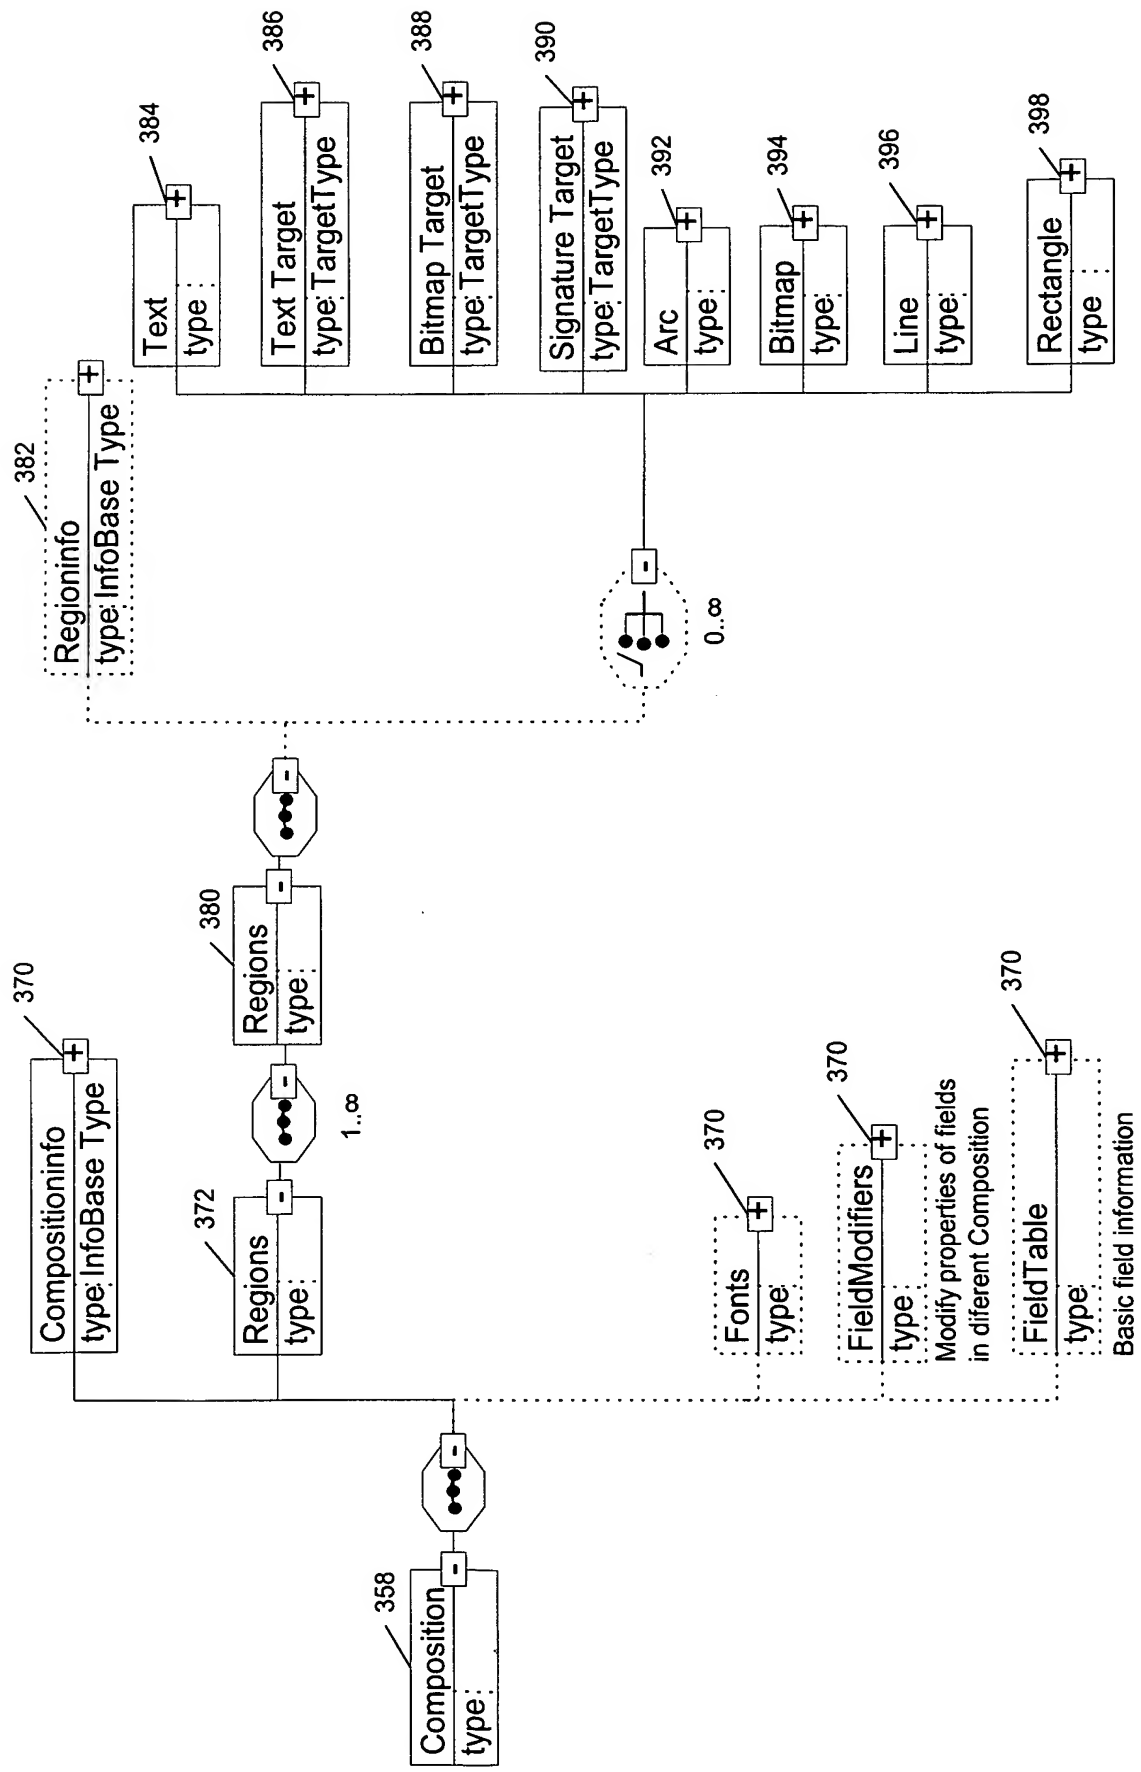 358
Composition
type:
370
Compositioninfo
type: InfoBase Type
372
Regions
type:
1..∞
380
Regions
type:
370
Fonts
type
370
FieldModifiers
type
Modify properties of fields
in diferent Composition
370
FieldTable
type
Basic field information
382
Regioninfo
type: InfoBase Type
0..∞
384
Text
type
386
Text Target
type: TargetType
388
Bitmap Target
type: TargetType
390
Signature Target
type: TargetType
392
Arc
type:
394
Bitmap
type:
396
Line
type:
398
Rectangle
type